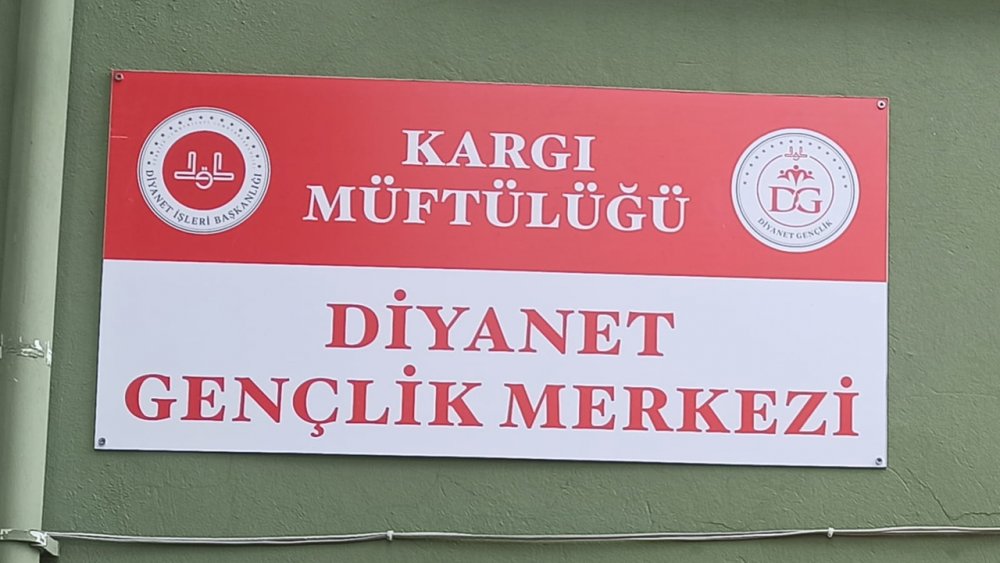 KARGI
MÜFTÜLÜĞÜ
DİYANET İŞLERİ BAŞKANLIĞI
DG
DİYANET GENÇLİK
DİYANET
GENÇLİK MERKEZİ